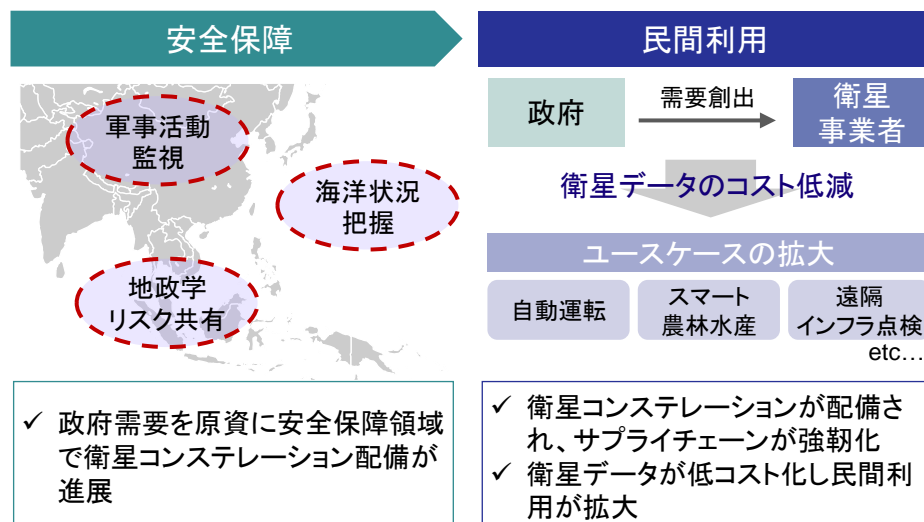 安全保障
軍事活動
監視
海洋状況
把握
地政学
リスク共有
✓ 政府需要を原資に安全保障領域
で衛星コンステレーション配備が
進展
民間利用
政府
需要創出
衛星
事業者
衛星データのコスト低減
ユースケースの拡大
自動運転
スマート
農林水産
遠隔
インフラ点検
etc…
✓ 衛星コンステレーションが配備さ
れ、サプライチェーンが強靭化
✓ 衛星データが低コスト化し民間利
用が拡大